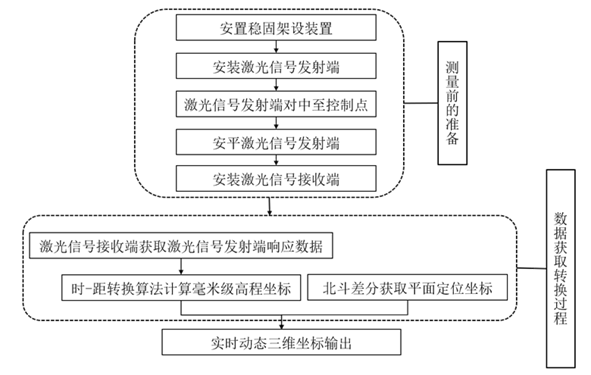 安置稳固架设装置
安装激光信号发射端
激光信号发射端对中至控制点
安平激光信号发射端
安装激光信号接收端
测量前的准备
激光信号接收端获取激光信号发射端响应数据
时-距转换算法计算毫米级高程坐标
北斗差分获取平面定位坐标
数据获取转换过程
实时动态三维坐标输出